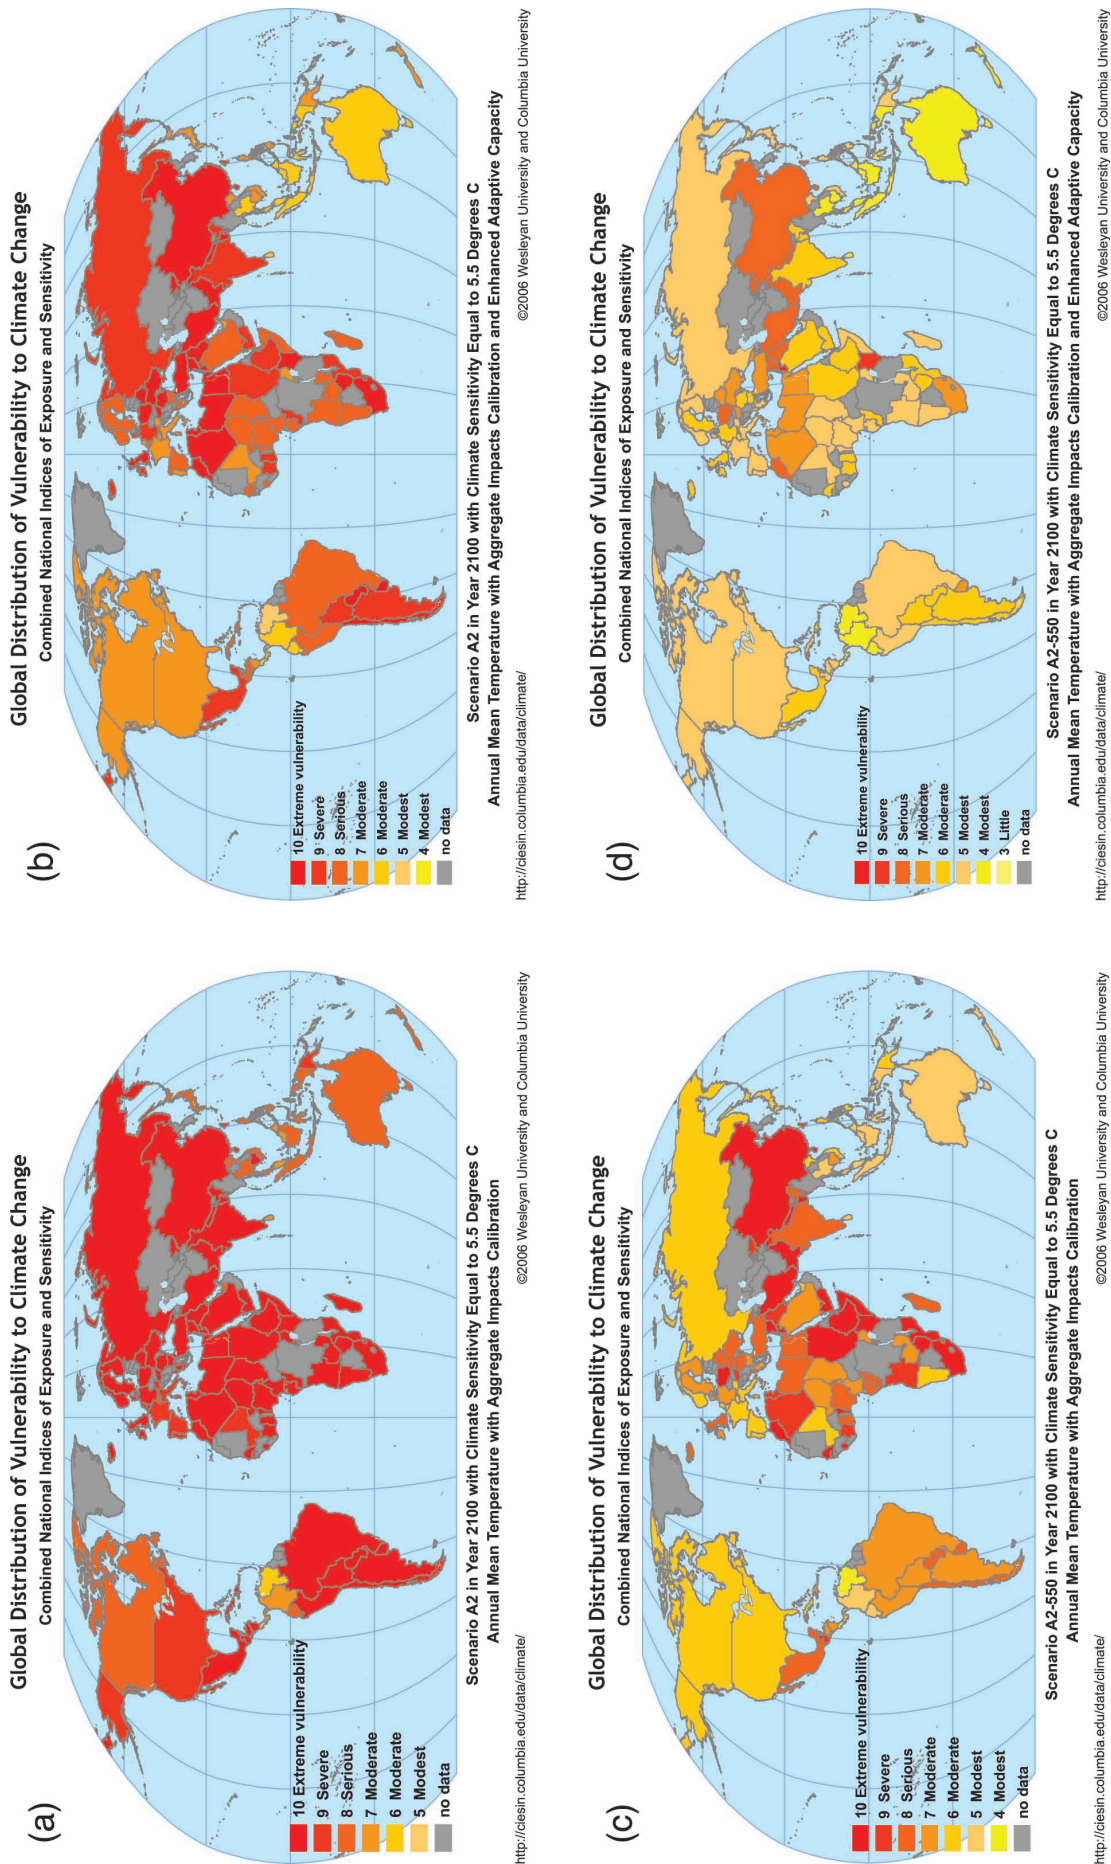 (a)
Global Distribution of Vulnerability to Climate Change
Combined National Indices of Exposure and Sensitivity
10 Extreme vulnerability
9 Severe
8 Serious
7 Moderate
6 Moderate
5 Modest
no data
Scenario A2 in Year 2100 with Climate Sensitivity Equal to 5.5 Degrees C
Annual Mean Temperature with Aggregate Impacts Calibration
http://ciesin.columbia.edu/data/climate/
©2006 Wesleyan University and Columbia University
(b)
Global Distribution of Vulnerability to Climate Change
Combined National Indices of Exposure and Sensitivity
10 Extreme vulnerability
9 Severe
8 Serious
7 Moderate
6 Moderate
5 Modest
4 Modest
no data
Scenario A2 in Year 2100 with Climate Sensitivity Equal to 5.5 Degrees C
Annual Mean Temperature with Aggregate Impacts Calibration and Enhanced Adaptive Capacity
http://ciesin.columbia.edu/data/climate/
©2006 Wesleyan University and Columbia University
(c)
Global Distribution of Vulnerability to Climate Change
Combined National Indices of Exposure and Sensitivity
10 Extreme vulnerability
9 Severe
8 Serious
7 Moderate
6 Moderate
5 Modest
4 Modest
no data
Scenario A2-550 in Year 2100 with Climate Sensitivity Equal to 5.5 Degrees C
Annual Mean Temperature with Aggregate Impacts Calibration
http://ciesin.columbia.edu/data/climate/
©2006 Wesleyan University and Columbia University
(d)
Global Distribution of Vulnerability to Climate Change
Combined National Indices of Exposure and Sensitivity
10 Extreme vulnerability
9 Severe
8 Serious
7 Moderate
6 Moderate
5 Modest
4 Modest
3 Little
no data
Scenario A2-550 in Year 2100 with Climate Sensitivity Equal to 5.5 Degrees C
Annual Mean Temperature with Aggregate Impacts Calibration and Enhanced Adaptive Capacity
http://ciesin.columbia.edu/data/climate/
©2006 Wesleyan University and Columbia University